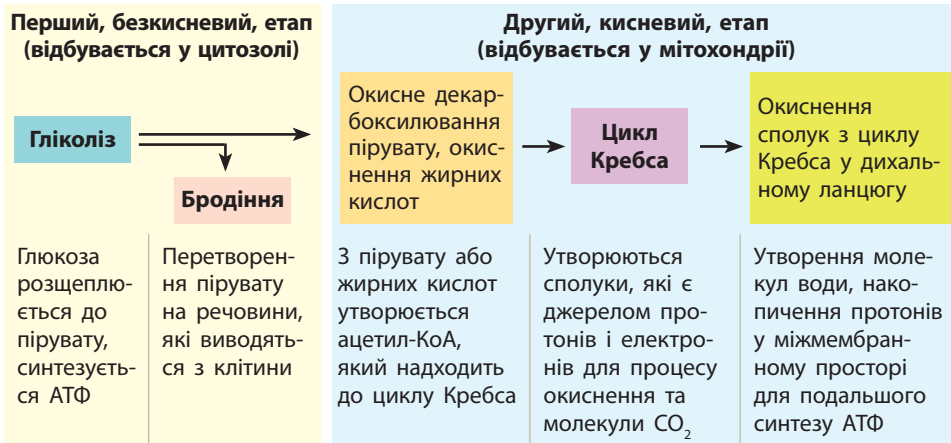 Перший, безкисневий, етап
(відбувається у цитозолі)
Другий, кисневий, етап
(відбувається у мітохондрії)
Гліколіз
Бродіння
Окисне декар-
боксилювання
пірувату, окис-
нення жирних
кислот
Цикл
Кребса
Окиснення
сполук з циклу
Кребса у дихаль-
ному ланцюгу
Глюкоза
розщеплю-
ється до
пірувату,
синтезуєть-
ся АТФ
Перетворен-
ня пірувату
на речовини,
які виводять-
ся з клітини
З пірувату або
жирних кислот
утворюється
ацетил-КоА,
який надходить
до циклу Кребса
Утворюються
сполуки, які є
джерелом про-
тонів і електро-
нів для процесу
окиснення та
молекули CO₂
Утворення моле-
кул води, нако-
пичення протонів
у міжмембран-
ному просторі
для подальшого
синтезу АТФ